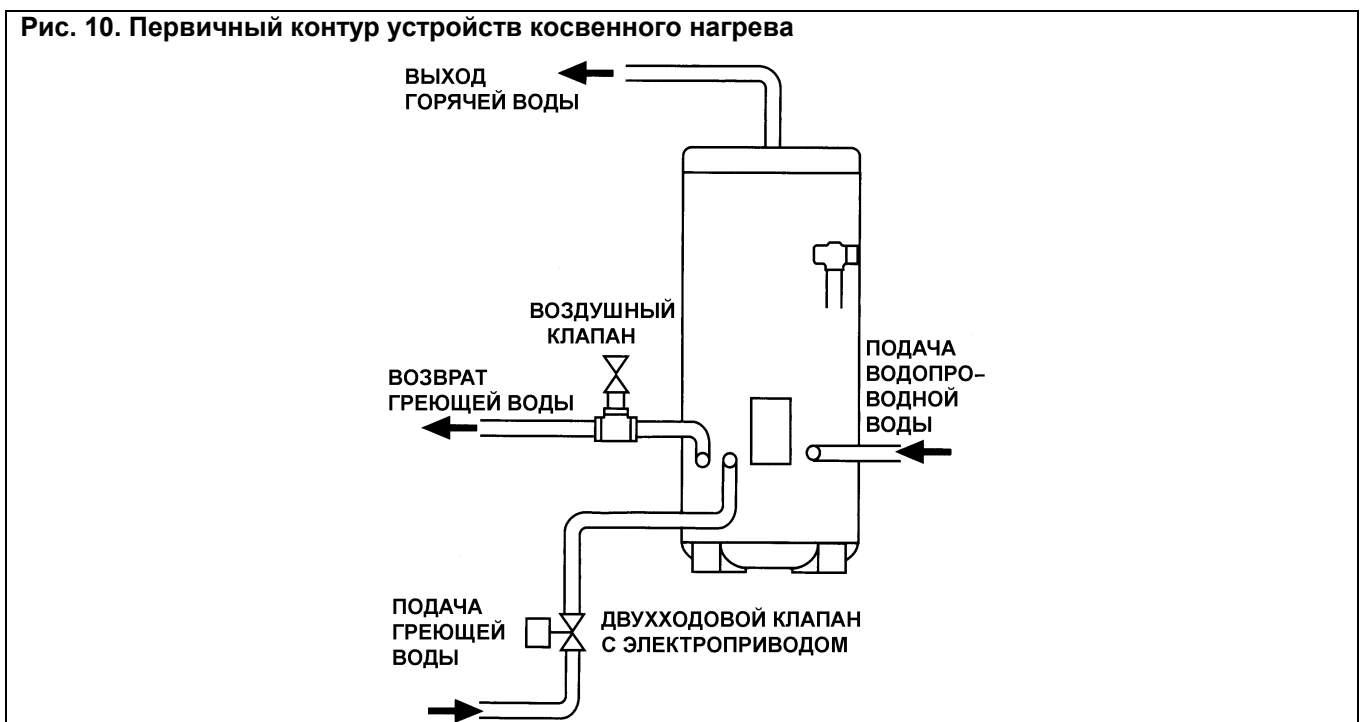 Рис. 10. Первичный контур устройств косвенного нагрева
ВЫХОД
ГОРЯЧЕЙ ВОДЫ
ВОЗДУШНЫЙ
КЛАПАН
ВОЗВРАТ
ГРЕЮЩЕЙ ВОДЫ
ПОДАЧА
ВОДОПРО–
ВОДНОЙ
ВОДЫ
ПОДАЧА
ГРЕЮЩЕЙ
ВОДЫ
ДВУХХОДОВОЙ КЛАПАН
С ЭЛЕКТРОПРИВОДОМ